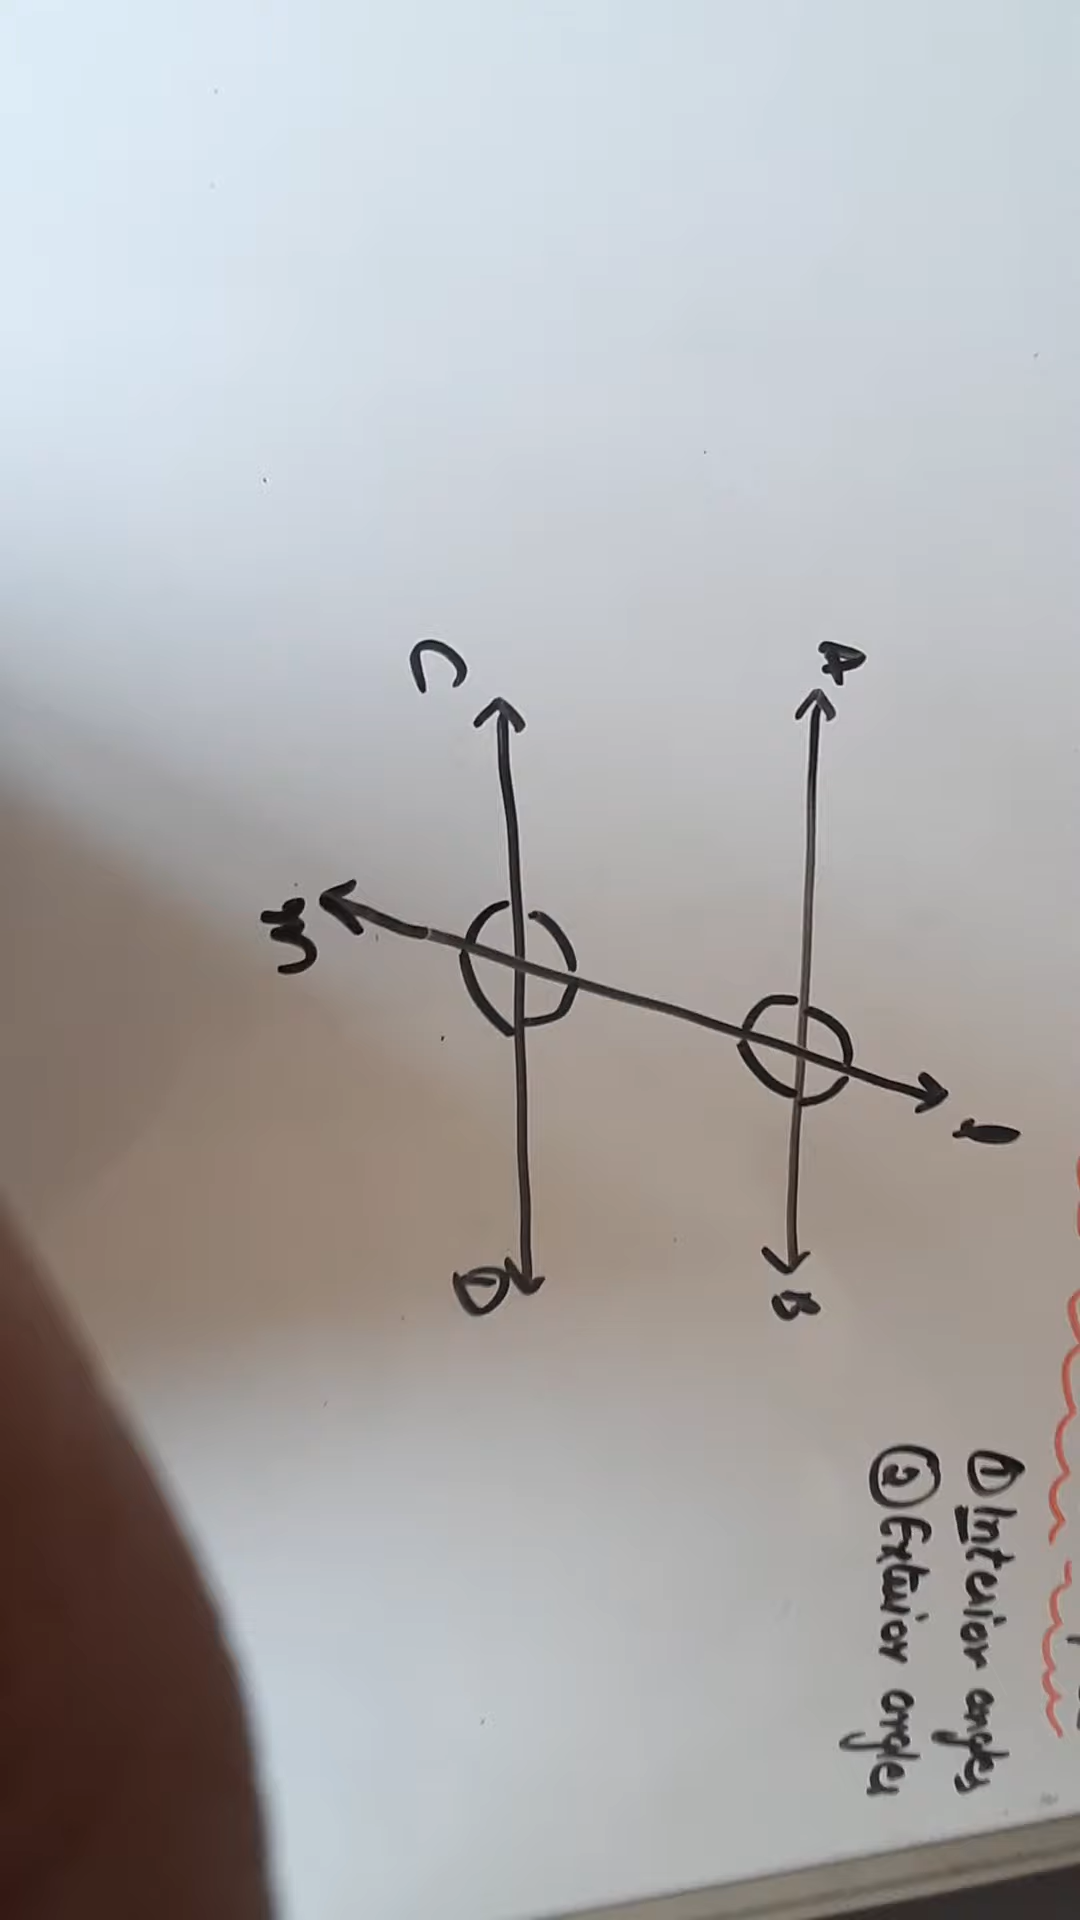 ① Interior angles
② Exterior angles
A
B
l
C
D
m